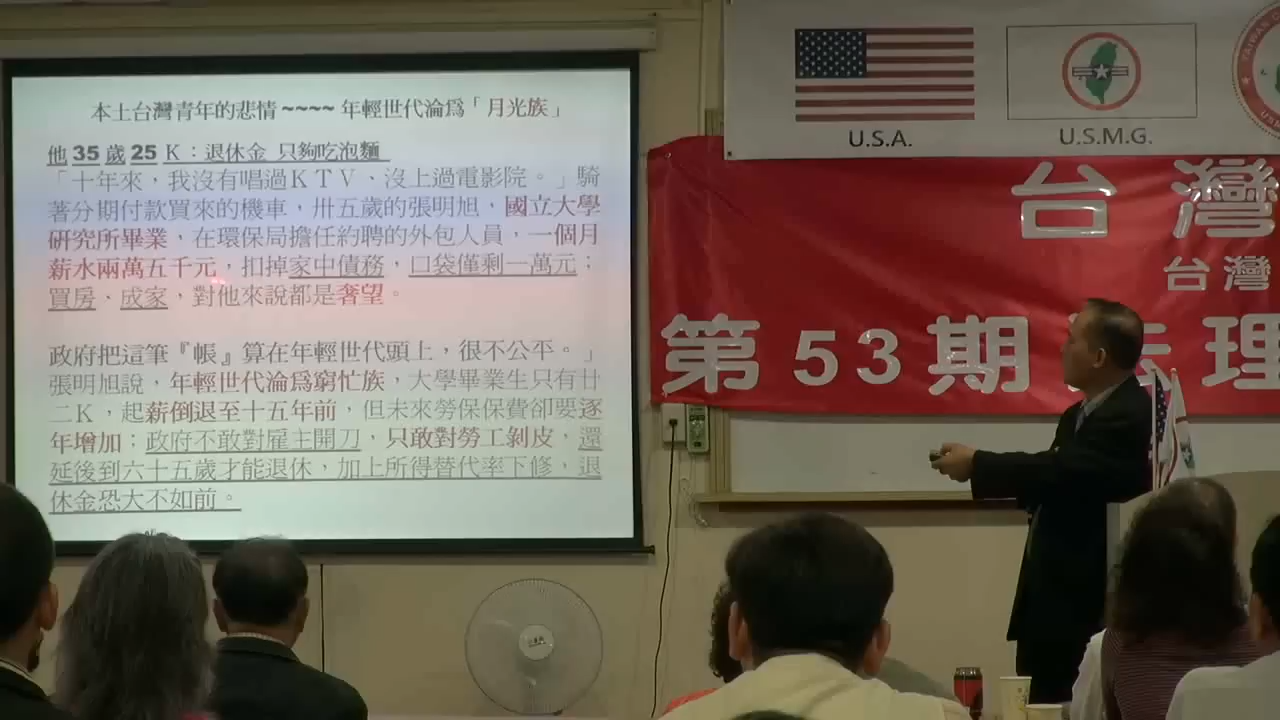 本土台灣青年的悲情~~~~年輕世代淪爲「月光族」
他 35 歲 25 K：退休金 只夠吃泡麵
「十年來，我沒有唱過ＫＴＶ、沒上過電影院。」騎
著分期付款買來的機車，卅五歲的張明旭，國立大學
研究所畢業，在環保局擔任約聘的外包人員，一個月
薪水兩萬五千元，扣掉家中債務，口袋僅剩一萬元；
買房、成家，對他來說都是奢望。
政府把這筆『帳』算在年輕世代頭上，很不公平。」
張明旭說，年輕世代淪爲窮忙族，大學畢業生只有廿
二Ｋ，起薪倒退至十五年前，但未來勞保保費卻要逐
年增加；政府不敢對雇主開刀，只敢對勞工剝皮，還
延後到六十五歲才能退休，加上所得替代率下修，退
休金恐大不如前。
U.S.A.
U.S.M.G.
台灣
台灣
第 53 期 理